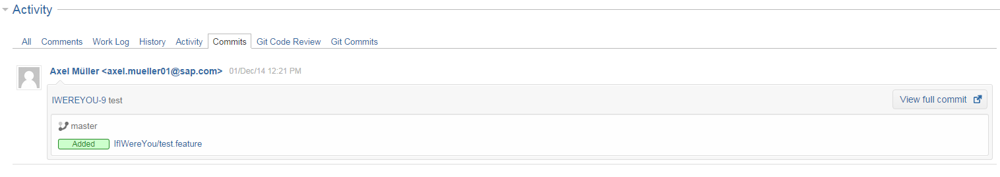 Activity
All Comments Work Log History Activity Commits Git Code Review Git Commits
Axel Müller <axel.mueller01@sap.com> 01/Dec/14 12:21 PM
IWEREYOU-9 test View full commit
master
Added IfIWereYou/test.feature